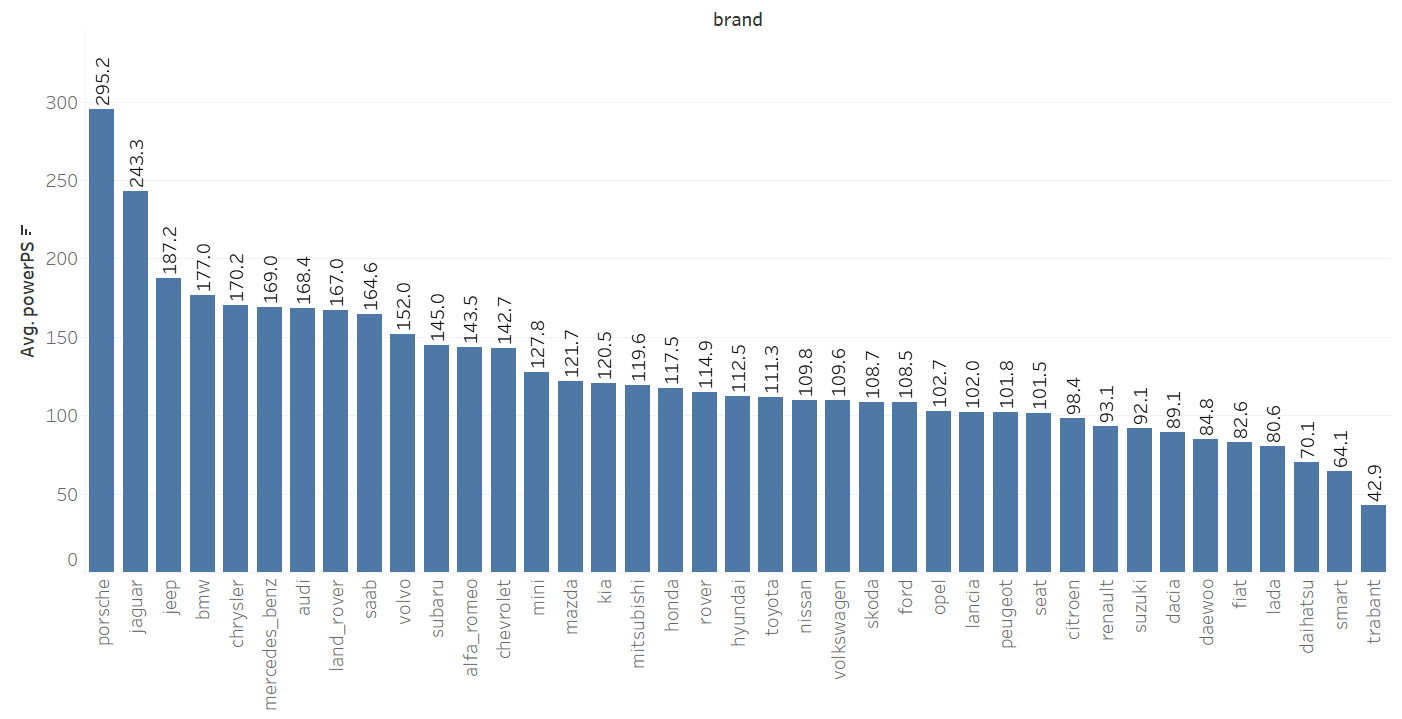 brand
Avg. powerPS
300
250
200
150
100
50
0
295.2
243.3
187.2
177.0
170.2
169.0
168.4
167.0
164.6
152.0
145.0
143.5
142.7
127.8
121.7
120.5
119.6
117.5
114.9
112.5
111.3
109.8
109.6
108.7
108.5
102.7
102.0
101.8
101.5
98.4
93.1
92.1
89.1
84.8
82.6
80.6
70.1
64.1
42.9
porsche
jaguar
jeep
bmw
chrysler
mercedes_benz
audi
land_rover
saab
volvo
subaru
alfa_romeo
chevrolet
mini
mazda
kia
mitsubishi
honda
rover
hyundai
toyota
nissan
volkswagen
skoda
ford
opel
lancia
peugeot
seat
citroen
renault
suzuki
dacia
daewoo
fiat
lada
daihatsu
smart
trabant